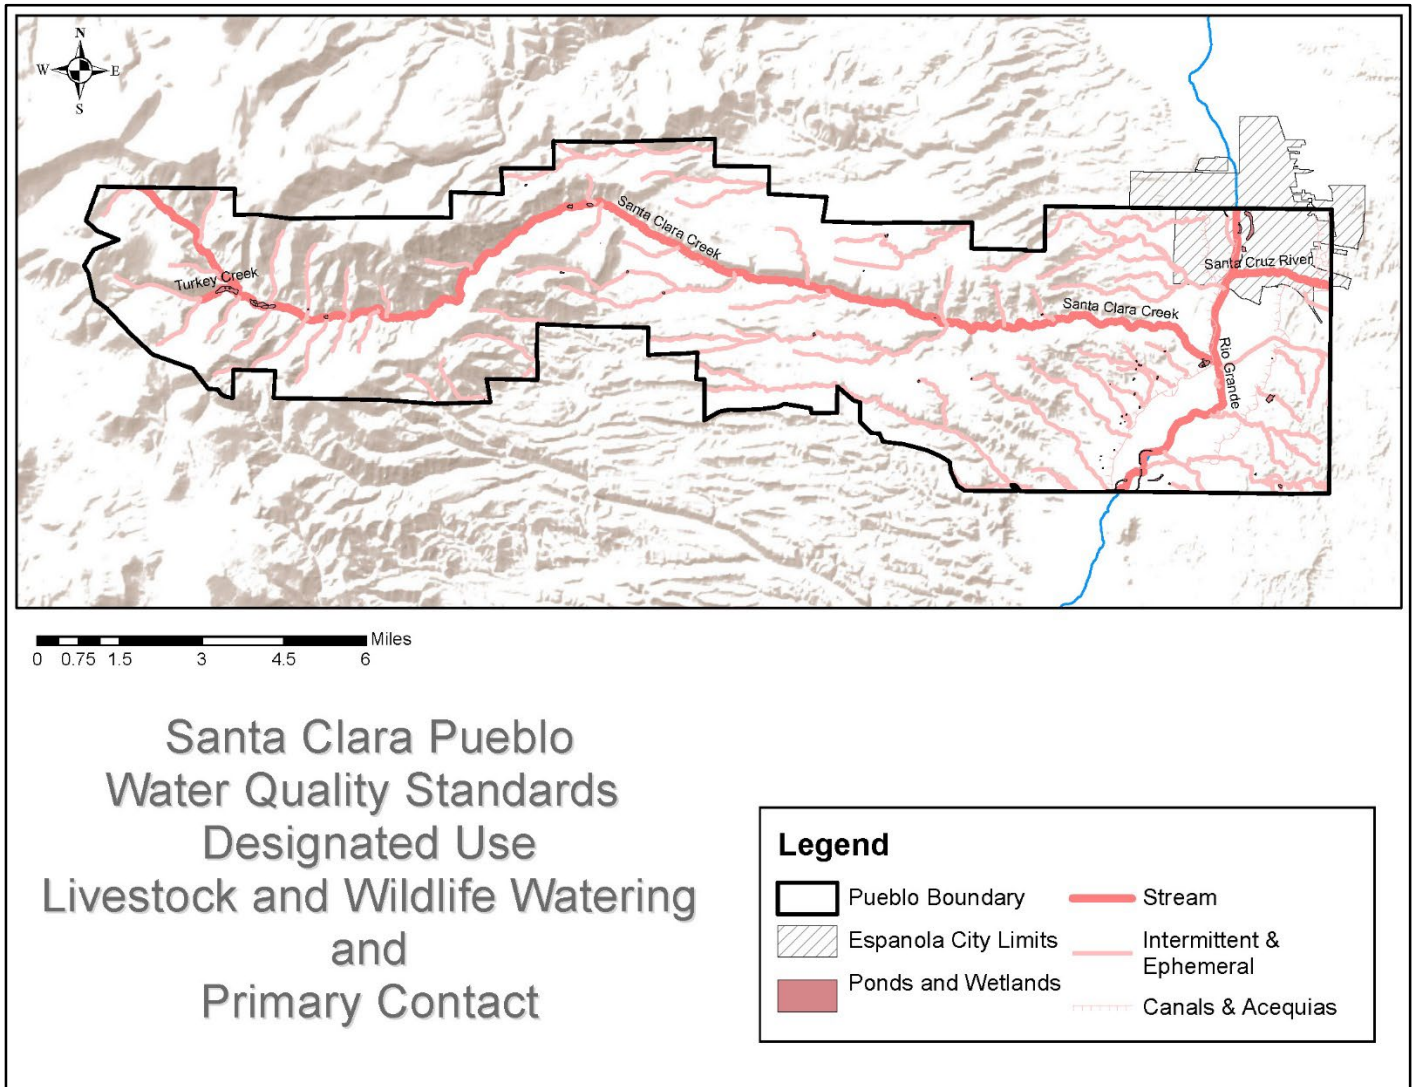 N
W E
S
Santa Clara Creek
Turkey Creek
Santa Cruz River
Santa Clara Creek
Rio Grande
Miles
0 0.75 1.5 3 4.5 6
Santa Clara Pueblo
Water Quality Standards
Designated Use
Livestock and Wildlife Watering
and
Primary Contact
Legend
Pueblo Boundary
Espanola City Limits
Ponds and Wetlands
Stream
Intermittent &
Ephemeral
Canals & Acequias